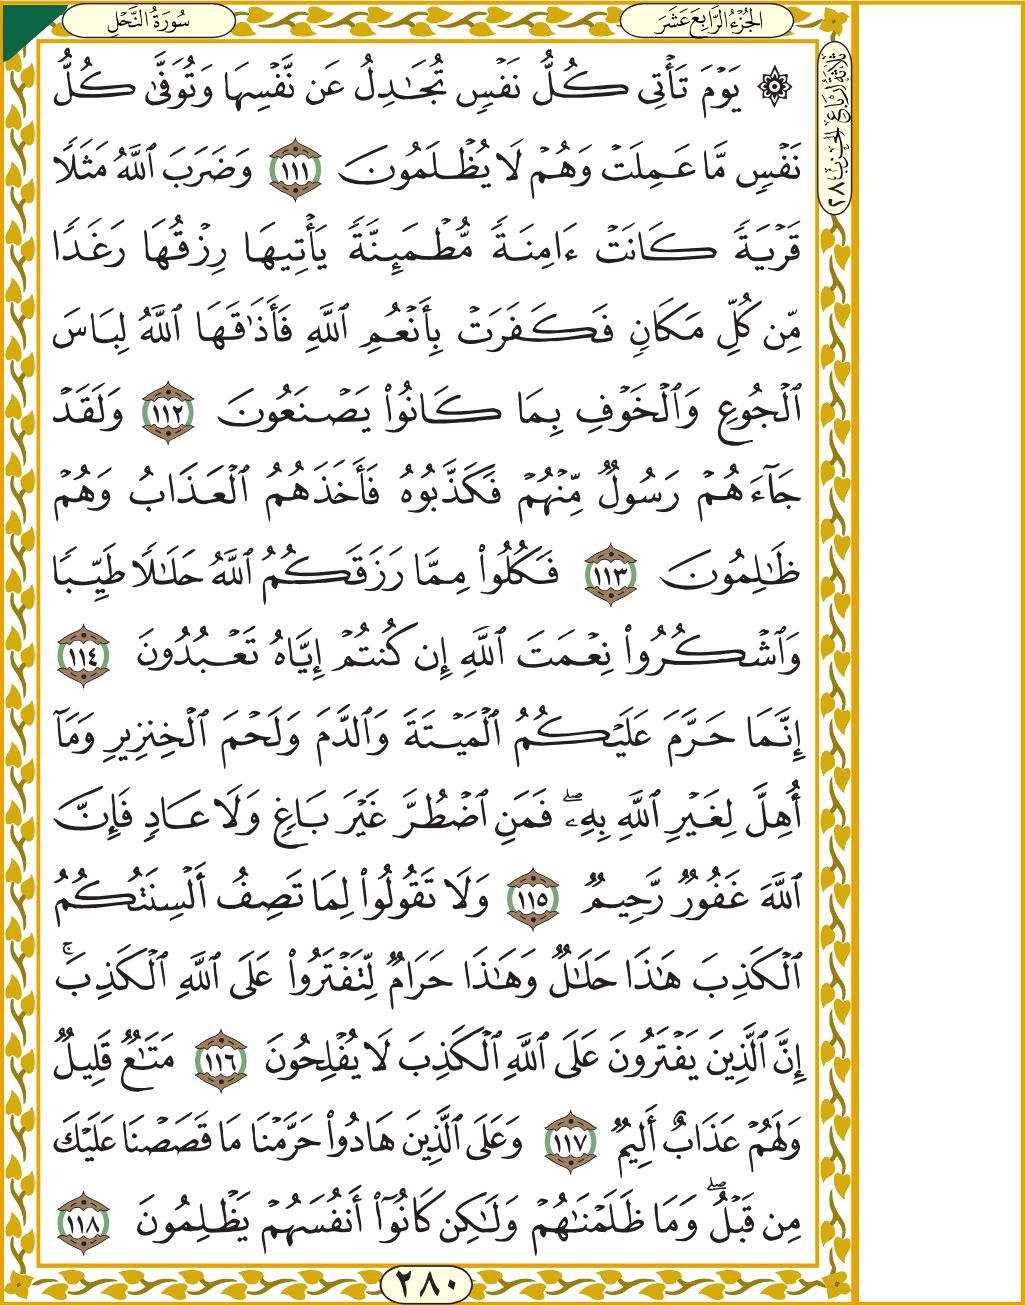 سُورَةُ النَّحْلِ
الجُزْءُ الرَّابِعَ عَشَرَ
ثَلَاثَةُ أَرْبَاعِ الحِزْبِ ٢٨
۞ يَوْمَ تَأْتِي كُلُّ نَفْسٍ تُجَٰدِلُ عَن نَّفْسِهَا وَتُوَفَّىٰ كُلُّ
نَفْسٍ مَّا عَمِلَتْ وَهُمْ لَا يُظْلَمُونَ ١١١ وَضَرَبَ ٱللَّهُ مَثَلًا
قَرْيَةً كَانَتْ ءَامِنَةً مُّطْمَئِنَّةً يَأْتِيهَا رِزْقُهَا رَغَدًا
مِّن كُلِّ مَكَانٍ فَكَفَرَتْ بِأَنْعُمِ ٱللَّهِ فَأَذَٰقَهَا ٱللَّهُ لِبَاسَ
ٱلْجُوعِ وَٱلْخَوْفِ بِمَا كَانُوا۟ يَصْنَعُونَ ١١٢ وَلَقَدْ
جَآءَهُمْ رَسُولٌ مِّنْهُمْ فَكَذَّبُوهُ فَأَخَذَهُمُ ٱلْعَذَابُ وَهُمْ
ظَٰلِمُونَ ١١٣ فَكُلُوا۟ مِمَّا رَزَقَكُمُ ٱللَّهُ حَلَٰلًا طَيِّبًا
وَٱشْكُرُوا۟ نِعْمَتَ ٱللَّهِ إِن كُنتُمْ إِيَّاهُ تَعْبُدُونَ ١١٤
إِنَّمَا حَرَّمَ عَلَيْكُمُ ٱلْمَيْتَةَ وَٱلدَّمَ وَلَحْمَ ٱلْخِنزِيرِ وَمَآ
أُهِلَّ لِغَيْرِ ٱللَّهِ بِهِۦۖ فَمَنِ ٱضْطُرَّ غَيْرَ بَاغٍ وَلَا عَادٍ فَإِنَّ
ٱللَّهَ غَفُورٌ رَّحِيمٌ ١١٥ وَلَا تَقُولُوا۟ لِمَا تَصِفُ أَلْسِنَتُكُمُ
ٱلْكَذِبَ هَٰذَا حَلَٰلٌ وَهَٰذَا حَرَامٌ لِّتَفْتَرُوا۟ عَلَى ٱللَّهِ ٱلْكَذِبَۚ
إِنَّ ٱلَّذِينَ يَفْتَرُونَ عَلَى ٱللَّهِ ٱلْكَذِبَ لَا يُفْلِحُونَ ١١٦ مَتَٰعٌ قَلِيلٌ
وَلَهُمْ عَذَابٌ أَلِيمٌ ١١٧ وَعَلَى ٱلَّذِينَ هَادُوا۟ حَرَّمْنَا مَا قَصَصْنَا عَلَيْكَ
مِن قَبْلُۖ وَمَا ظَلَمْنَٰهُمْ وَلَٰكِن كَانُوٓا۟ أَنفُسَهُمْ يَظْلِمُونَ ١١٨
٢٨٠